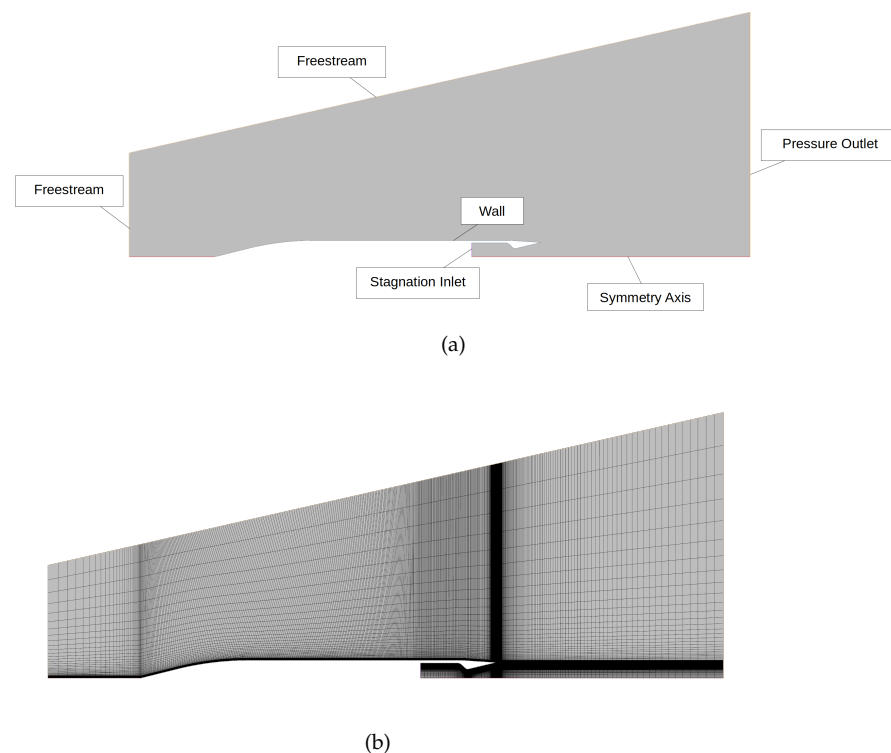 Freestream
Pressure Outlet
Freestream
Wall
Stagnation Inlet
Symmetry Axis
(a)
(b)